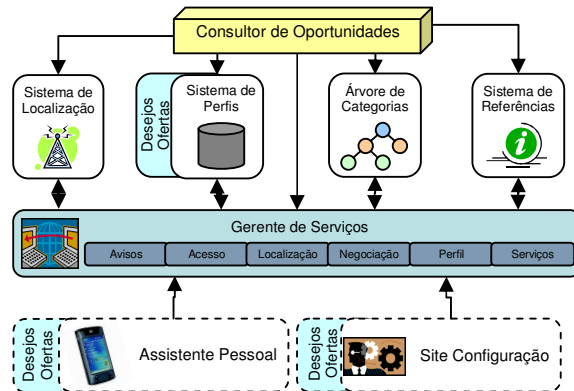 Consultor de Oportunidades
Sistema de
Localização
Desejos
Ofertas
Sistema de
Perfis
Árvore de
Categorias
Sistema de
Referências
i
Gerente de Serviços
Avisos
Acesso
Localização
Negociação
Perfil
Serviços
Desejos
Ofertas
Assistente Pessoal
Desejos
Ofertas
Site Configuração